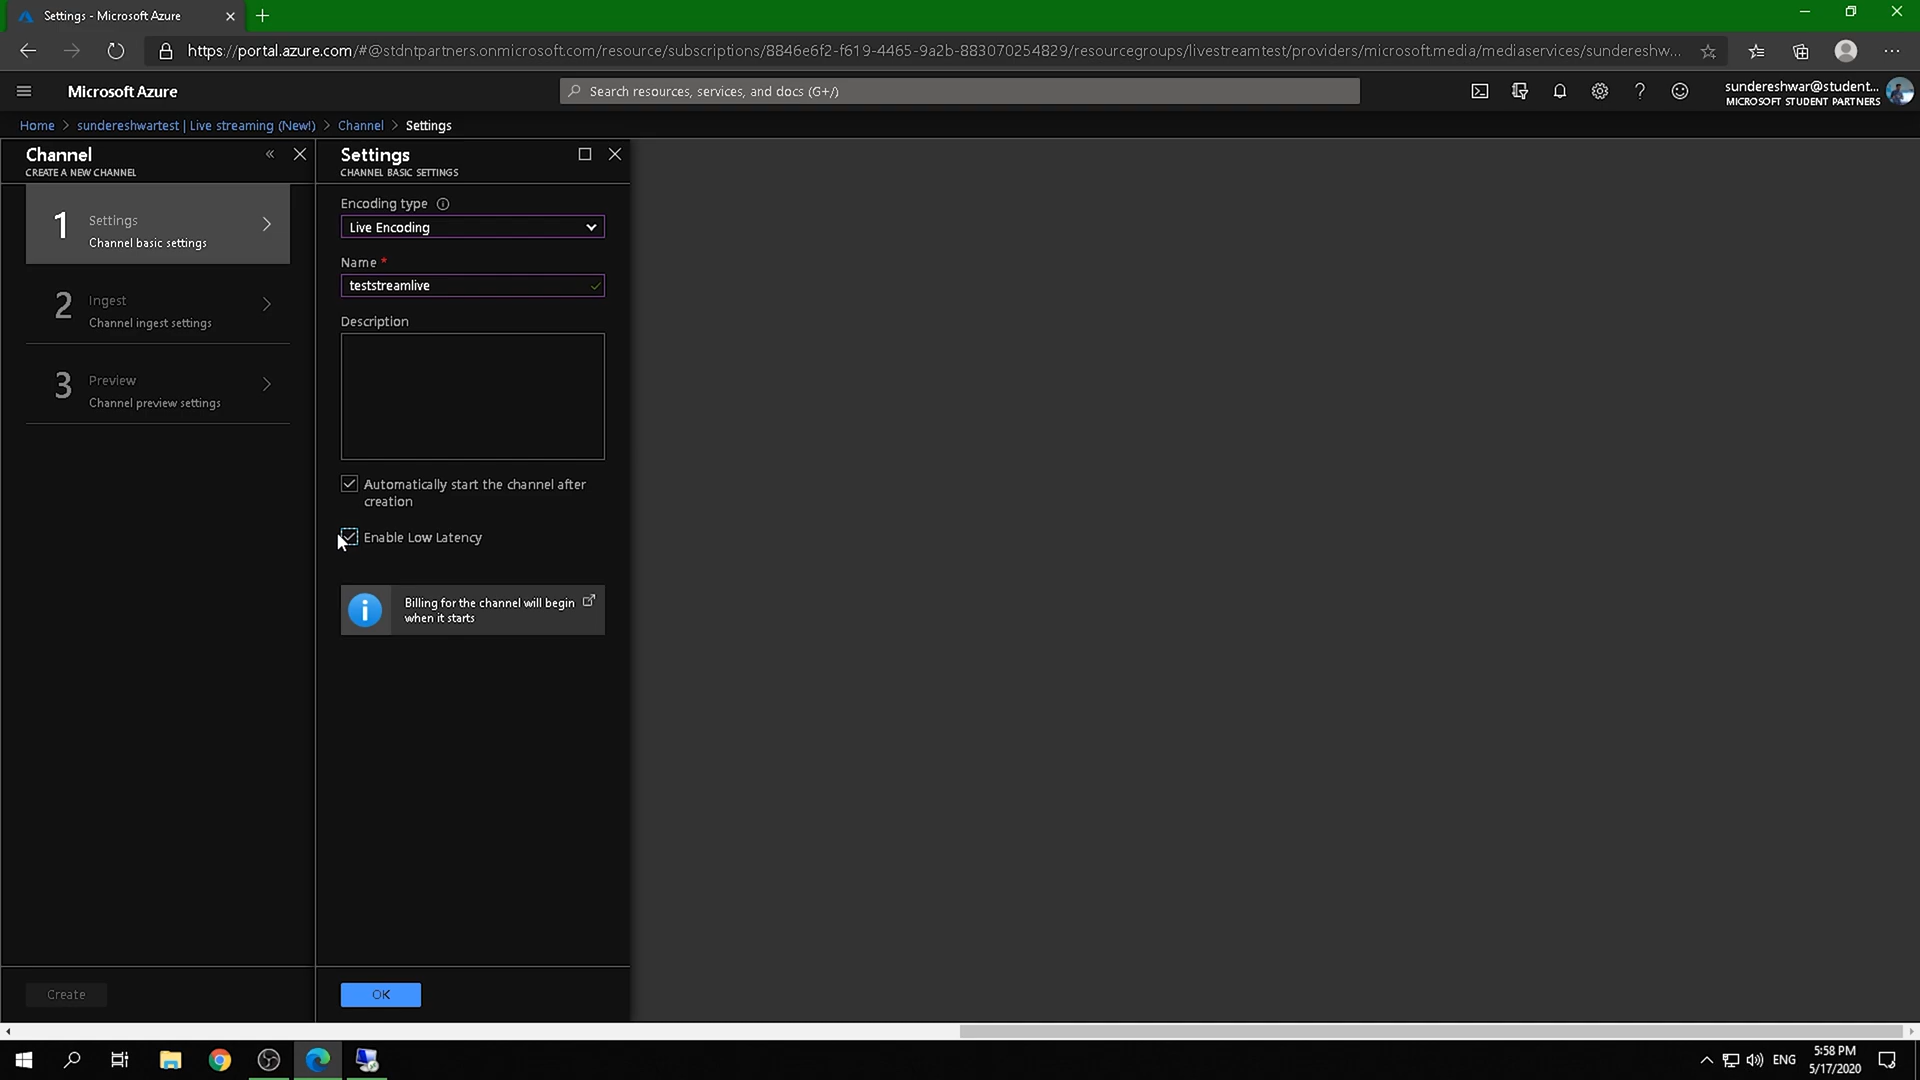 Settings - Microsoft Azure
https://portal.azure.com/#@stdntpartners.onmicrosoft.com/resource/subscriptions/8846e6f2-f619-4465-9a2b-883070254829/resourcegroups/livestreamtest/providers/microsoft.media/mediaservices/sundereshw...
Microsoft Azure
Search resources, services, and docs (G+/)
sundereshwar@student...
MICROSOFT STUDENT PARTNERS
Home > sundereshwartest | Live streaming (New!) > Channel > Settings
Channel
CREATE A NEW CHANNEL
1 Settings
Channel basic settings
2 Ingest
Channel ingest settings
3 Preview
Channel preview settings
Create
Settings
CHANNEL BASIC SETTINGS
Encoding type
Live Encoding
Name *
teststreamlive
Description
Automatically start the channel after
creation
Enable Low Latency
Billing for the channel will begin
when it starts
OK
ENG
5:58 PM
5/17/2020